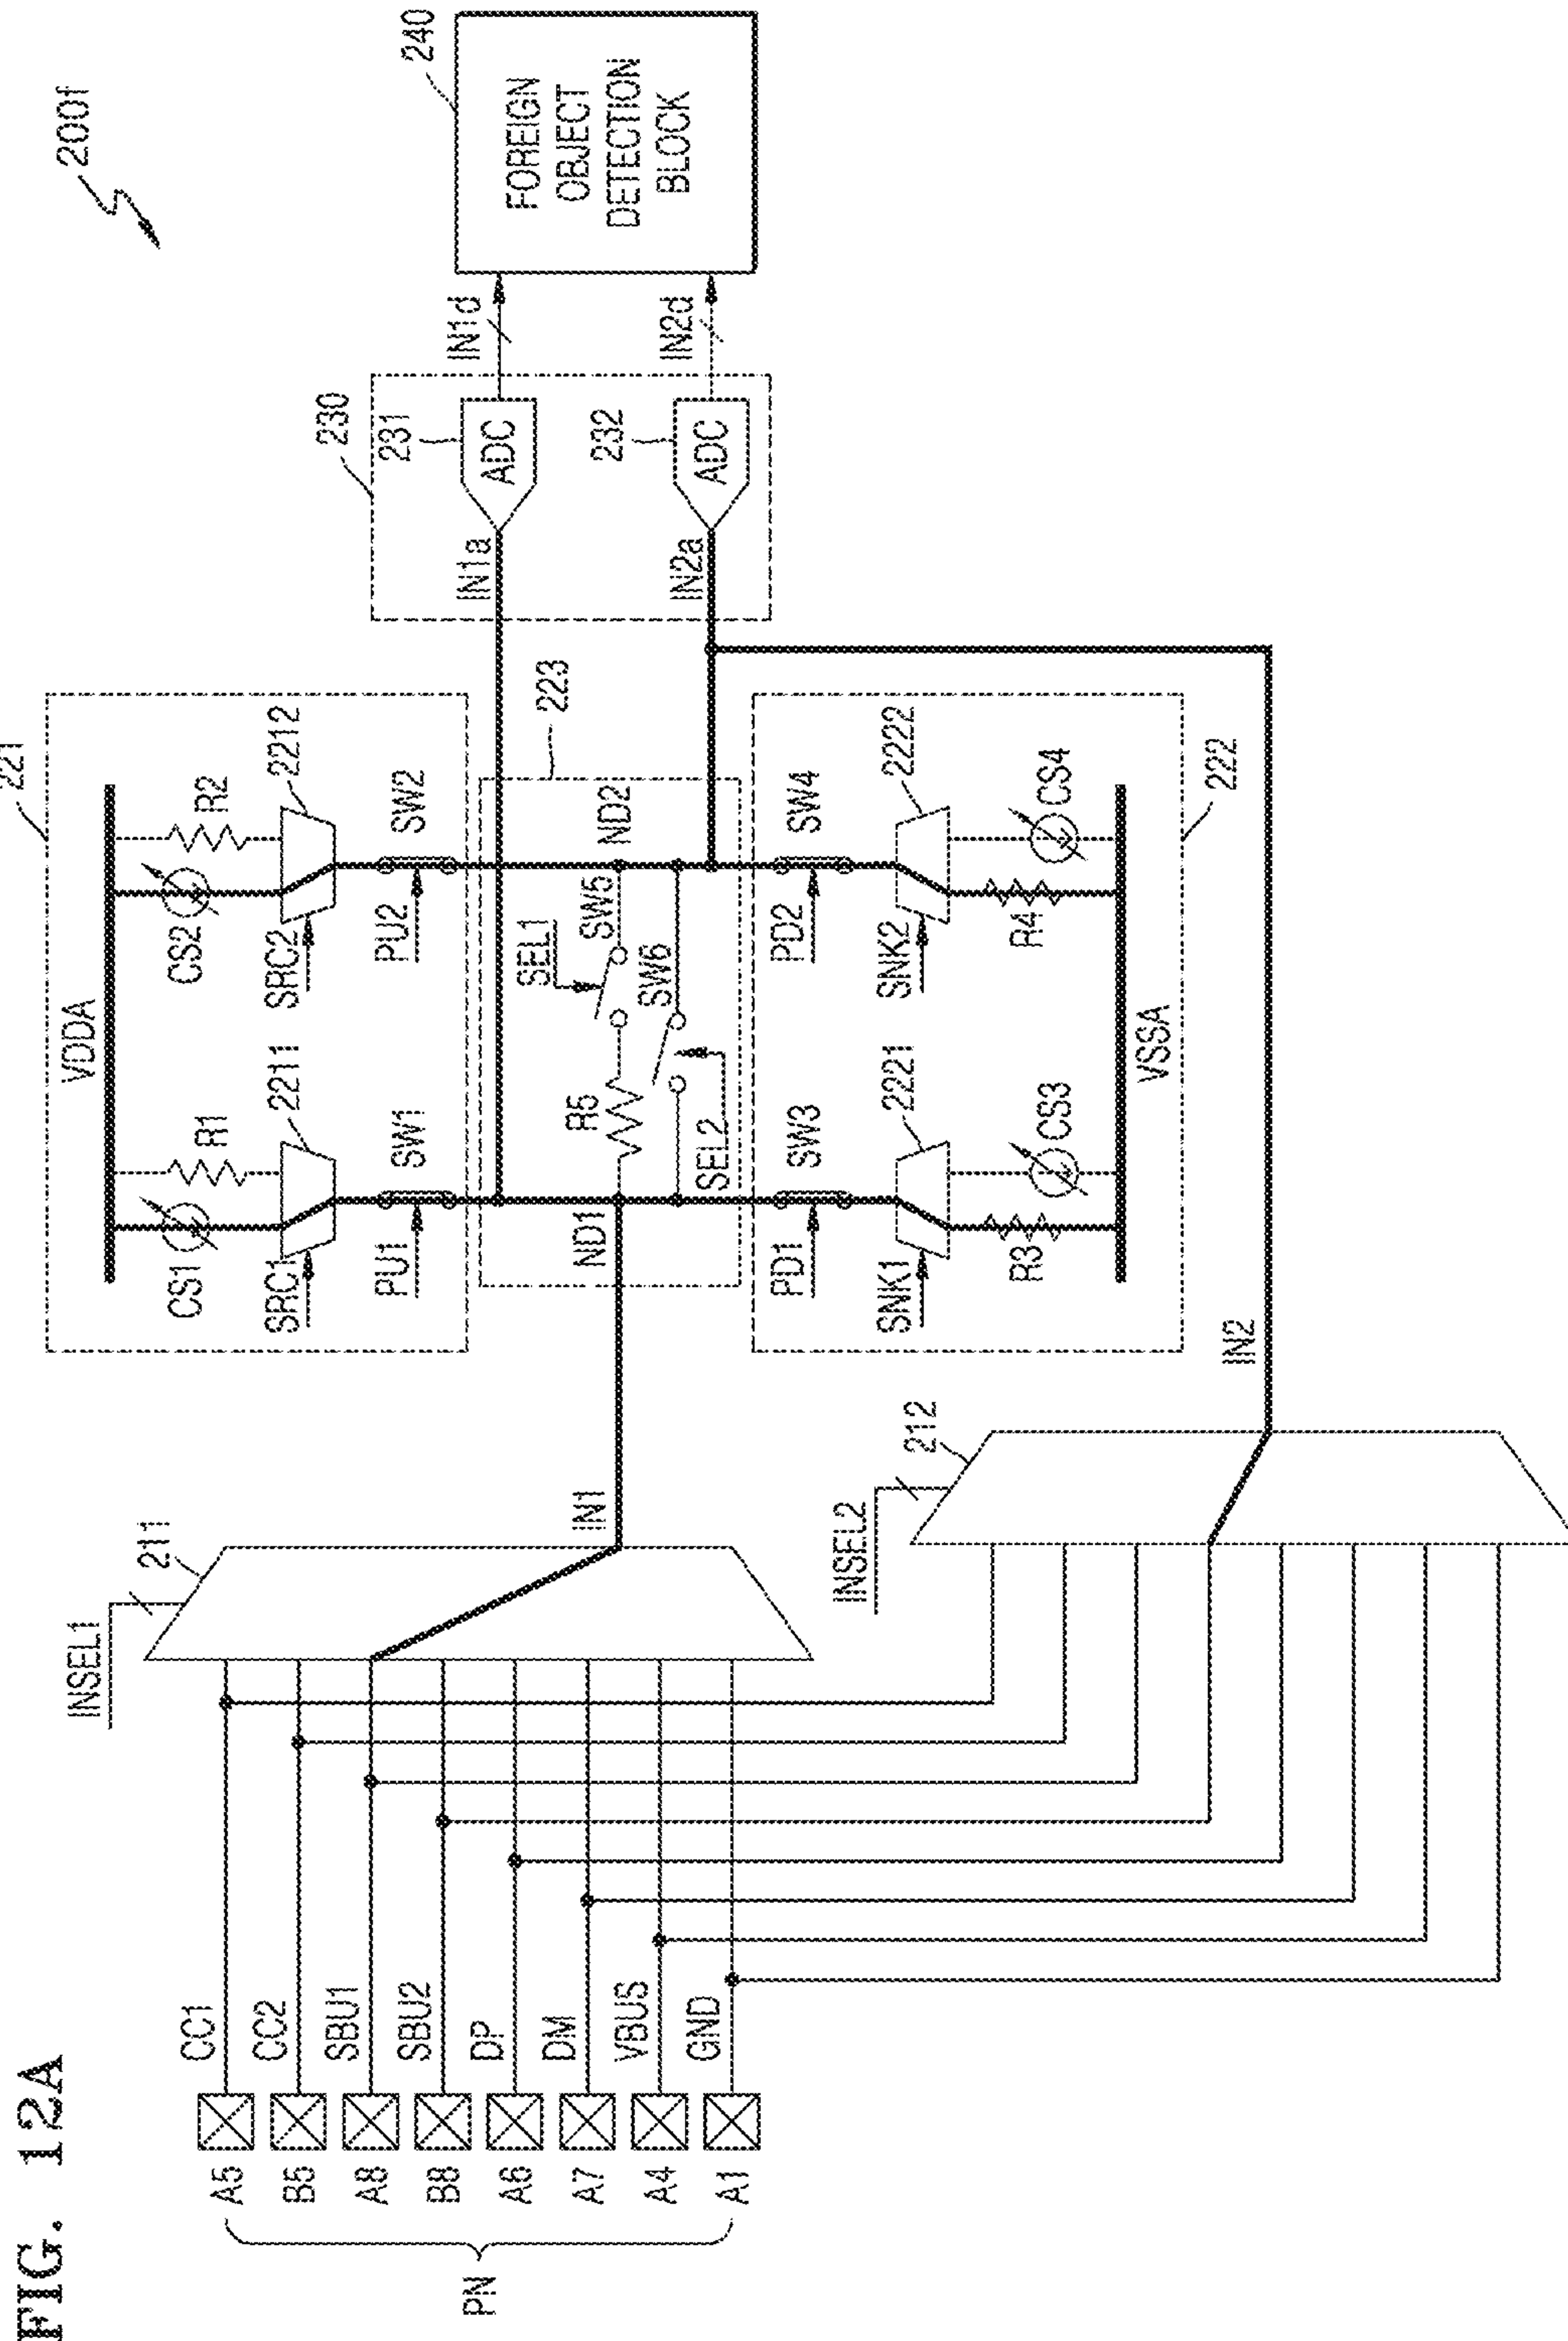 FIG. 12A
200f
PN
A5
B5
A8
B8
A6
A7
A4
A1
CC1
CC2
SBU1
SBU2
DP
DM
VBUS
GND
INSEL1
211
INSEL2
212
IN1
IN2
221
VDDA
CS1
R1
CS2
R2
SRC1
2211
SRC2
2212
PU1
SW1
PU2
SW2
223
ND1
ND2
R5
SEL1
SW5
SW6
SEL2
PD1
SW3
PD2
SW4
SNK1
2221
SNK2
2222
R3
CS3
R4
CS4
VSSA
222
230
IN1a
231
ADC
IN2a
232
ADC
IN1d
IN2d
240
FOREIGN
OBJECT
DETECTION
BLOCK